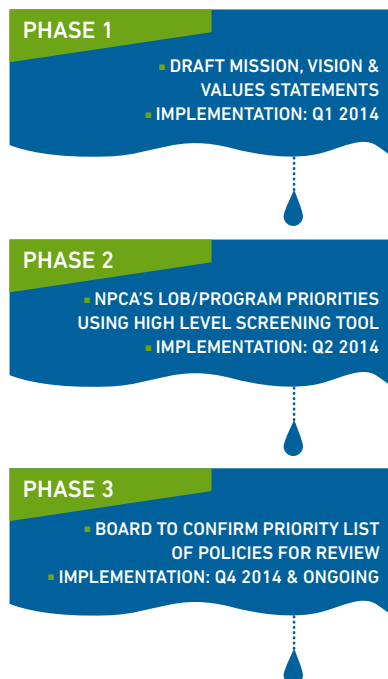 PHASE 1
▪ DRAFT MISSION, VISION &
VALUES STATEMENTS
▪ IMPLEMENTATION: Q1 2014
PHASE 2
▪ NPCA'S LOB/PROGRAM PRIORITIES
USING HIGH LEVEL SCREENING TOOL
▪ IMPLEMENTATION: Q2 2014
PHASE 3
▪ BOARD TO CONFIRM PRIORITY LIST
OF POLICIES FOR REVIEW
▪ IMPLEMENTATION: Q4 2014 & ONGOING